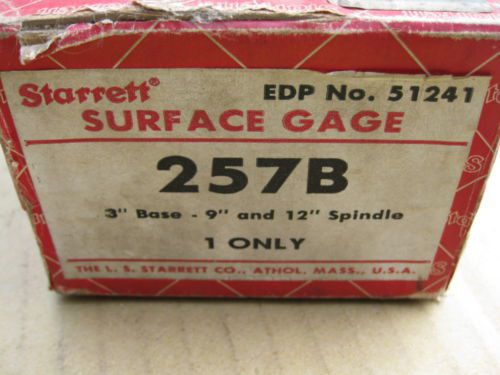 Starrett® EDP No. 51241
SURFACE GAGE
257B
3" Base - 9" and 12" Spindle
1 ONLY
THE L. S. STARRETT CO., ATHOL, MASS., U.S.A.